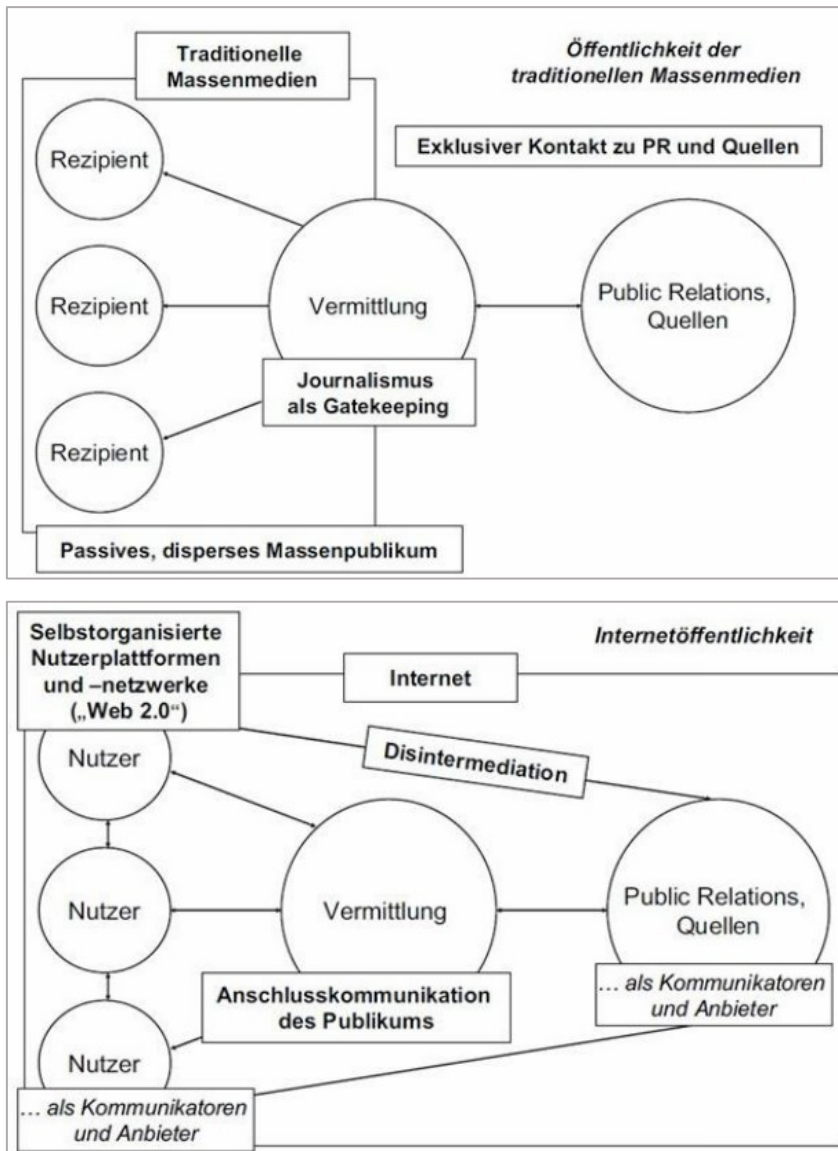 Traditionelle
Massenmedien
Öffentlichkeit der
traditionellen Massenmedien
Exklusiver Kontakt zu PR und Quellen
Rezipient
Rezipient
Vermittlung
Public Relations,
Quellen
Journalismus
als Gatekeeping
Rezipient
Passives, disperses Massenpublikum
Selbstorganisierte
Nutzerplattformen
und –netzwerke
(„Web 2.0“)
Internetöffentlichkeit
Internet
Disintermediation
Nutzer
Nutzer
Vermittlung
Public Relations,
Quellen
... als Kommunikatoren
und Anbieter
Anschlusskommunikation
des Publikums
Nutzer
... als Kommunikatoren
und Anbieter